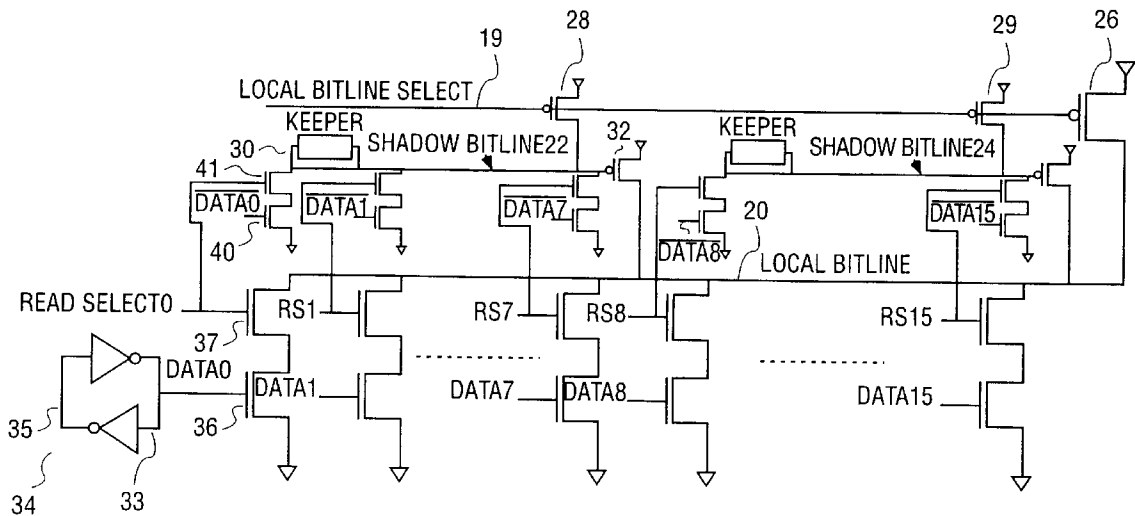 28
29
26
19
LOCAL BITLINE SELECT
KEEPER
32
KEEPER
30
SHADOW BITLINE22
SHADOW BITLINE24
41
DATA0
DATA1
DATA7
DATA15
40
DATA8
20
LOCAL BITLINE
READ SELECT0
RS1
RS7
RS8
RS15
37
DATA0
DATA1
DATA7
DATA8
DATA15
35
36
34
33